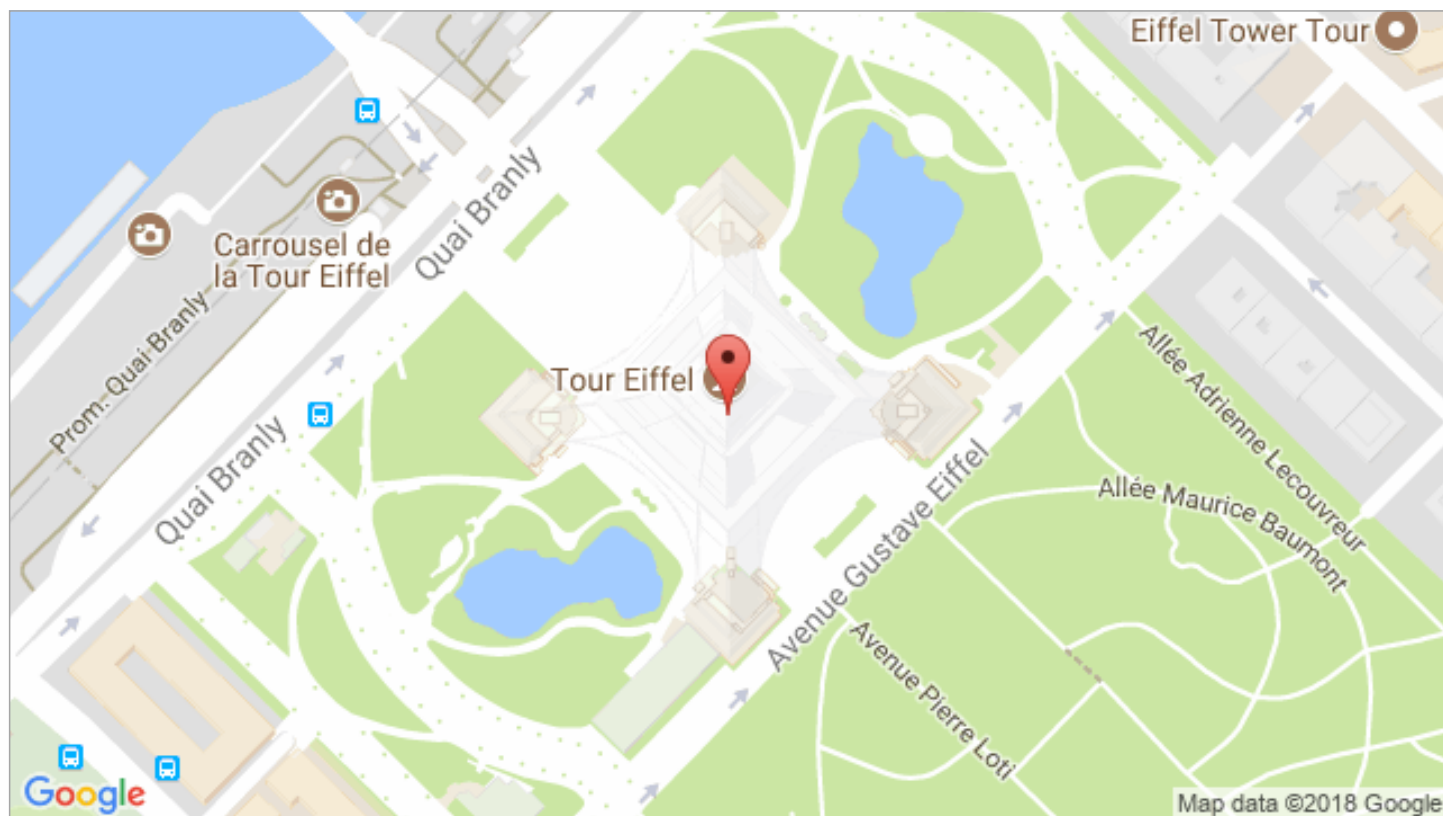 Eiffel Tower Tour
Quai Branly
Carrousel de
la Tour Eiffel
Prom. Quai Branly
Tour Eiffel
Quai Branly
Allée Adrienne Lecouvreur
Allée Maurice Baumont
Avenue Gustave Eiffel
Avenue Pierre Loti
Google
Map data ©2018 Google